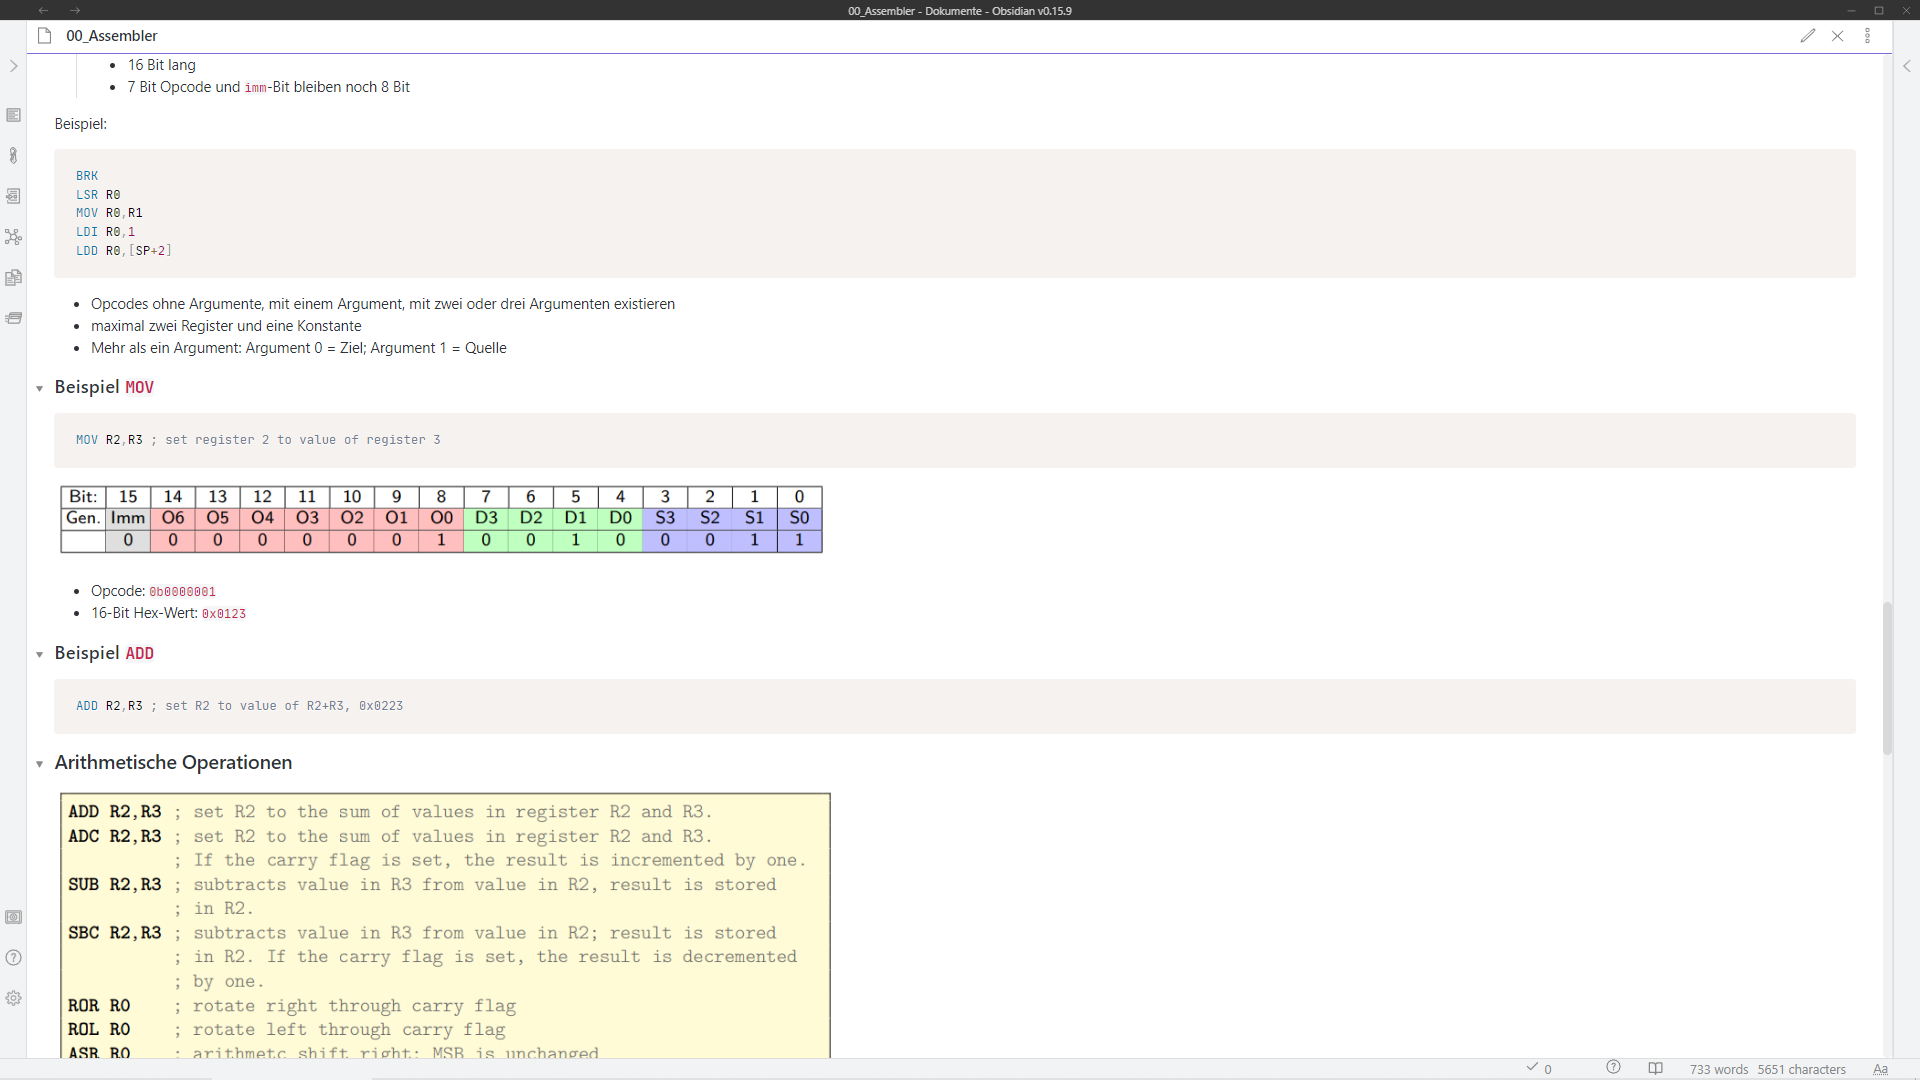 00_Assembler - Dokumente - Obsidian v0.15.9
00_Assembler
• 16 Bit lang
• 7 Bit Opcode und imm-Bit bleiben noch 8 Bit
Beispiel:
BRK
LSR R0
MOV R0,R1
LDI R0,1
LDD R0,[SP+2]
• Opcodes ohne Argumente, mit einem Argument, mit zwei oder drei Argumenten existieren
• maximal zwei Register und eine Konstante
• Mehr als ein Argument: Argument 0 = Ziel; Argument 1 = Quelle
Beispiel MOV
MOV R2,R3 ; set register 2 to value of register 3
Bit: 15 14 13 12 11 10 9 8 7 6 5 4 3 2 1 0
Gen. Imm O6 O5 O4 O3 O2 O1 O0 D3 D2 D1 D0 S3 S2 S1 S0
0 0 0 0 0 0 0 1 0 0 1 0 0 0 1 1
• Opcode: 0b0000001
• 16-Bit Hex-Wert: 0x0123
Beispiel ADD
ADD R2,R3 ; set R2 to value of R2+R3, 0x0223
Arithmetische Operationen
ADD R2,R3 ; set R2 to the sum of values in register R2 and R3.
ADC R2,R3 ; set R2 to the sum of values in register R2 and R3.
; If the carry flag is set, the result is incremented by one.
SUB R2,R3 ; subtracts value in R3 from value in R2, result is stored
; in R2.
SBC R2,R3 ; subtracts value in R3 from value in R2; result is stored
; in R2. If the carry flag is set, the result is decremented
; by one.
ROR R0 ; rotate right through carry flag
ROL R0 ; rotate left through carry flag
ASR R0 ; arithmetc shift right: MSB is unchanged
0
733 words 5651 characters Aa